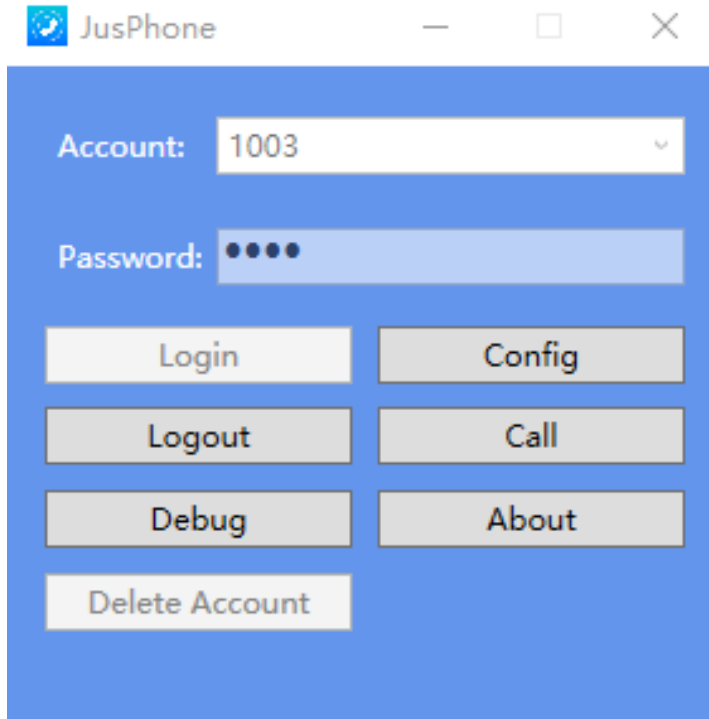 JusPhone
Account: 1003
Password: ••••
Login Config
Logout Call
Debug About
Delete Account